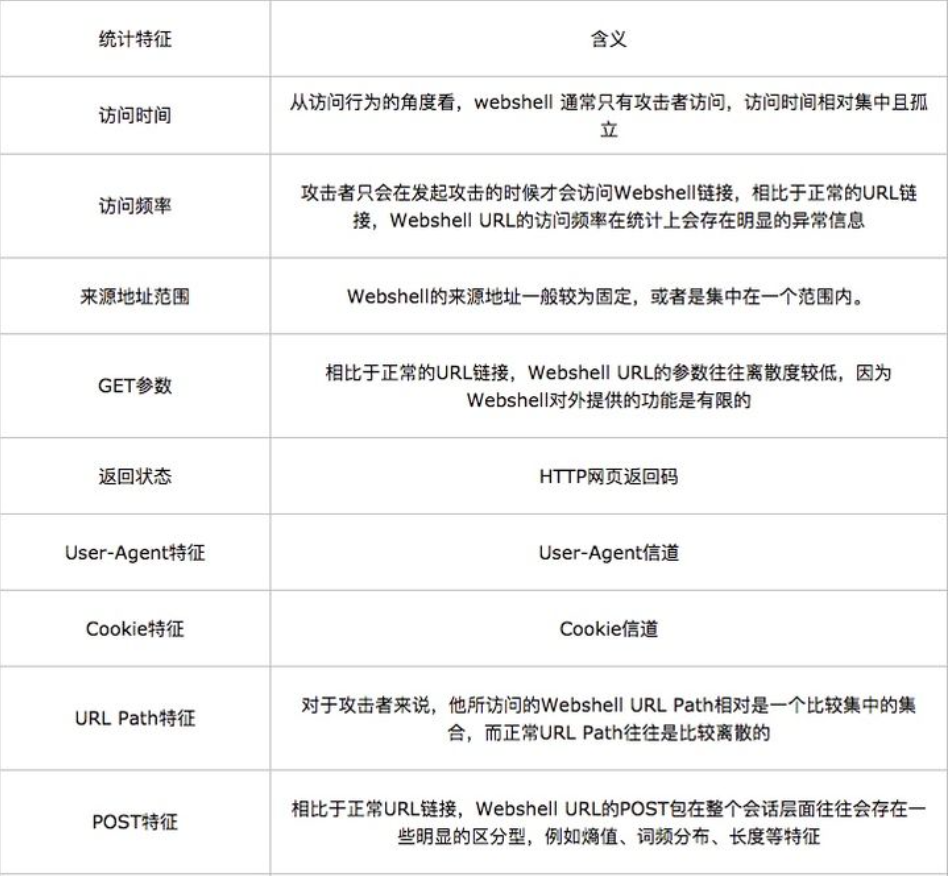 统计特征
含义
访问时间
从访问行为的角度看，webshell 通常只有攻击者访问，访问时间相对集中且孤
立
访问频率
攻击者只会在发起攻击的时候才会访问Webshell链接，相比于正常的URL链
接，Webshell URL的访问频率在统计上会存在明显的异常信息
来源地址范围
Webshell的来源地址一般较为固定，或者是集中在一个范围内。
GET参数
相比于正常的URL链接，Webshell URL的参数往往离散度较低，因为
Webshell对外提供的功能是有限的
返回状态
HTTP网页返回码
User-Agent特征
User-Agent信道
Cookie特征
Cookie信道
URL Path特征
对于攻击者来说，他所访问的Webshell URL Path相对是一个比较集中的集
合，而正常URL Path往往是比较离散的
POST特征
相比于正常URL链接，Webshell URL的POST包在整个会话层面往往会存在一
些明显的区分型，例如熵值、词频分布、长度等特征